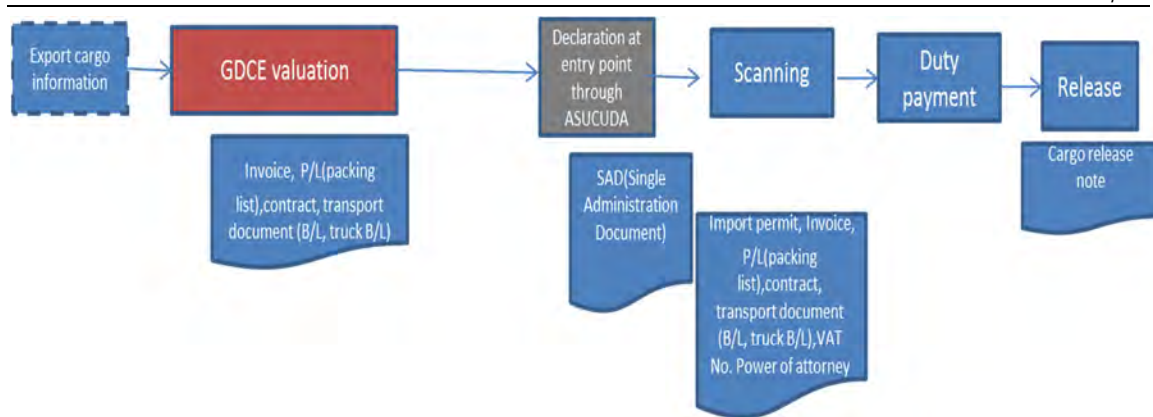 Export cargo
information
GDCE valuation
Declaration at
entry point
through
ASUCUDA
Scanning
Duty
payment
Release
Invoice, P/L(packing
list),contract, transport
document (B/L, truck B/L)
SAD(Single
Administration
Document)
Import permit, Invoice,
P/L(packing
list),contract,
transport document
(B/L, truck B/L),VAT
No. Power of attorney
Cargo release
note